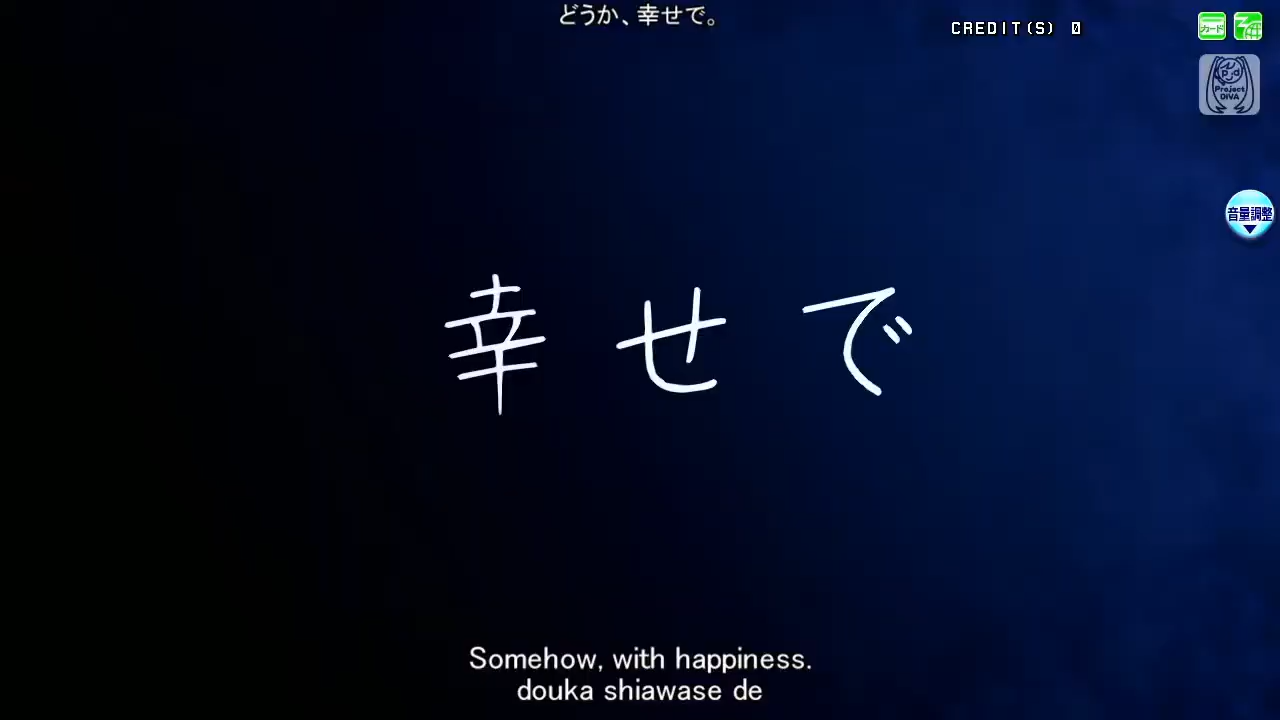 どうか、幸せで。
CREDIT(S) 0
カード
Project
DIVA
音量調整
幸せで
Somehow, with happiness.
douka shiawase de